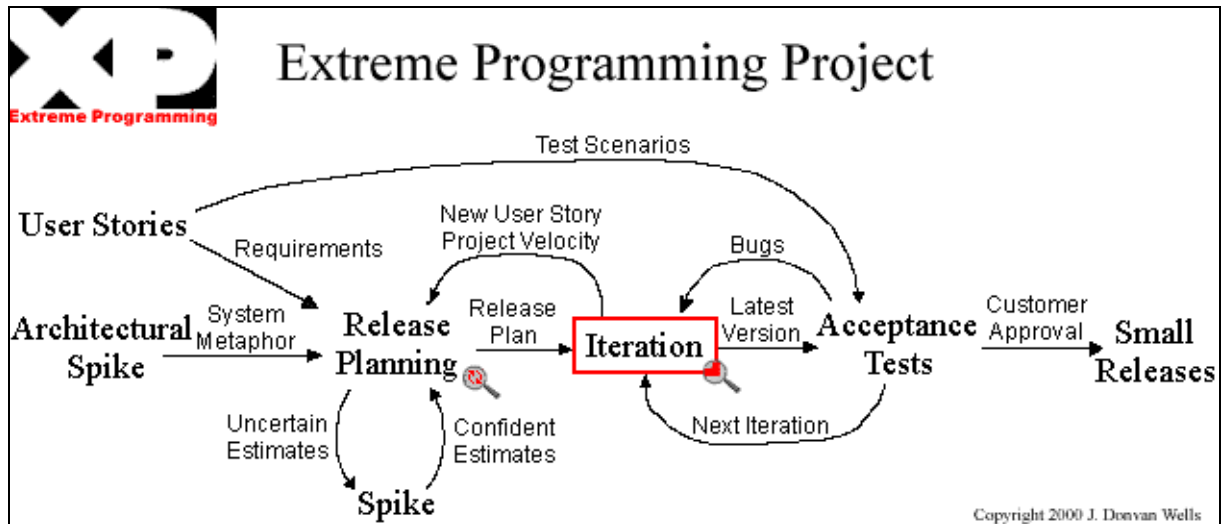 XP
Extreme Programming
Extreme Programming Project
Test Scenarios
User Stories
Requirements
New User Story
Project Velocity
Bugs
Architectural
Spike
System
Metaphor
Release
Planning
Release
Plan
Iteration
Latest
Version
Acceptance
Tests
Customer
Approval
Small
Releases
Uncertain
Estimates
Confident
Estimates
Next Iteration
Spike
Copyright 2000 J. Donvan Wells